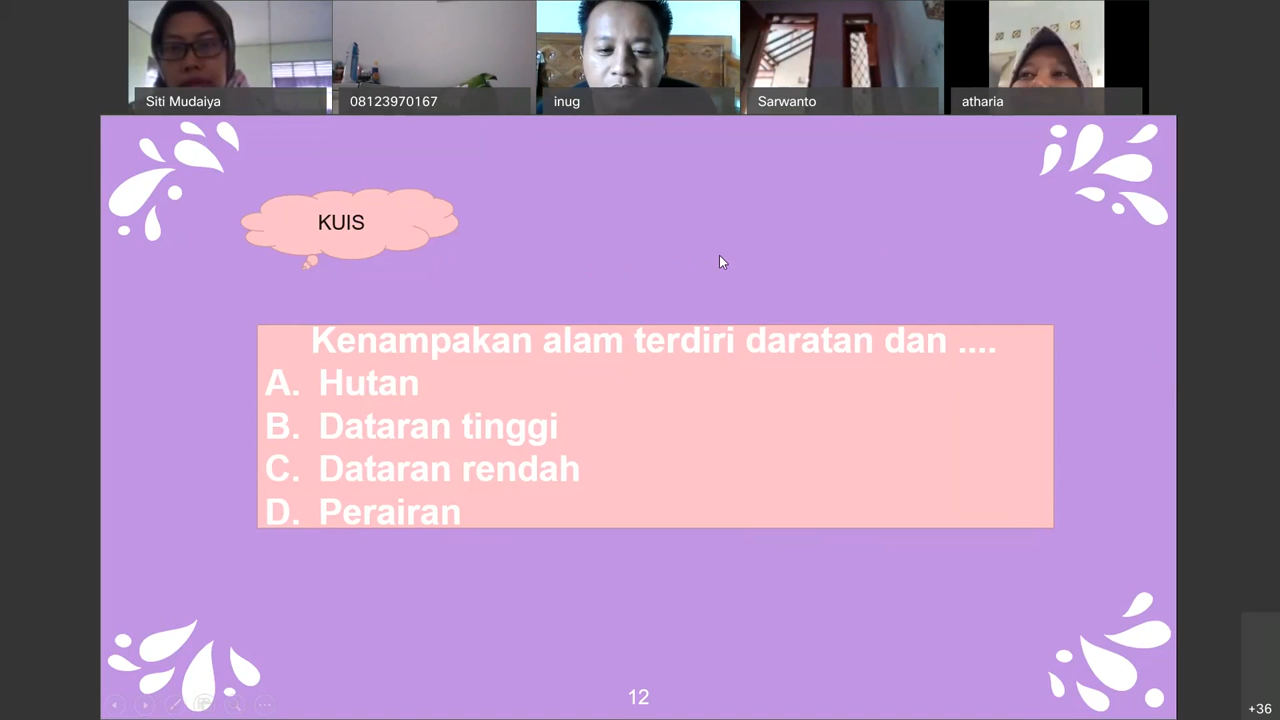 Siti Mudaiya
08123970167
inug
Sarwanto
atharia
KUIS
Kenampakan alam terdiri daratan dan ....
A. Hutan
B. Dataran tinggi
C. Dataran rendah
D. Perairan
12
+36